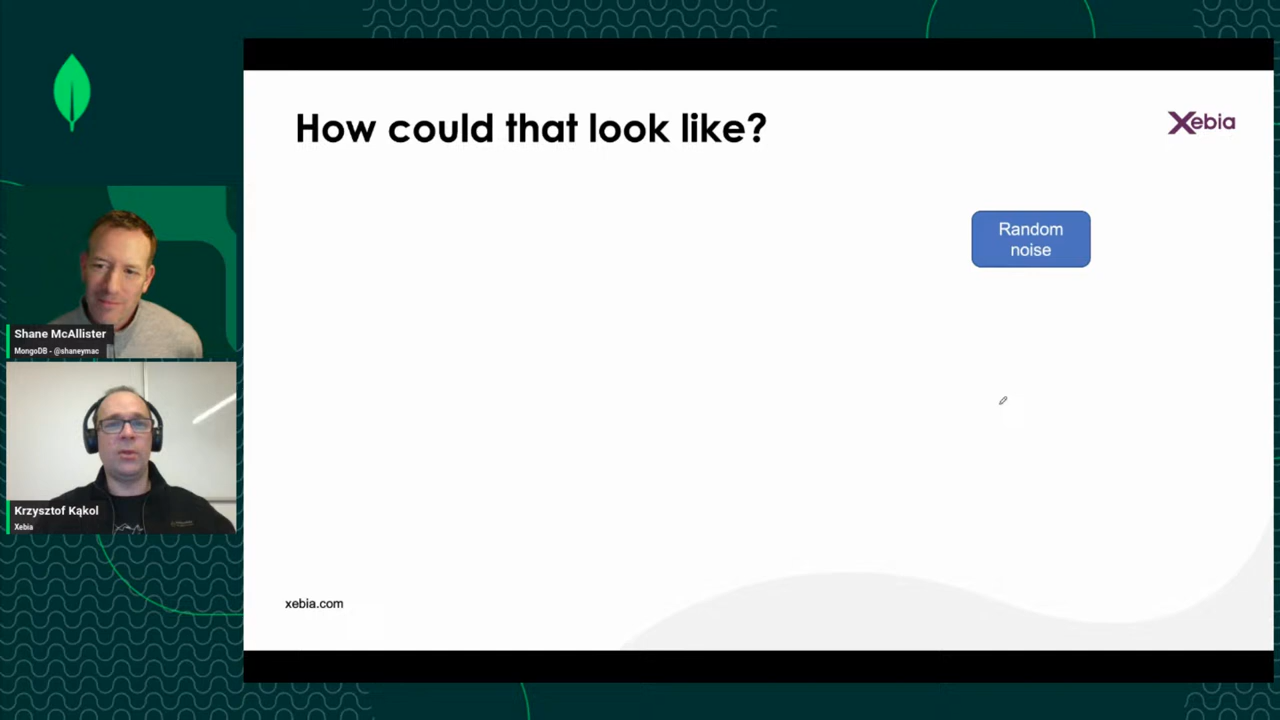 How could that look like?
Xebia
Random
noise
Shane McAllister
MongoDB - @shaneymac
Krzysztof Kąkol
Xebia
xebia.com